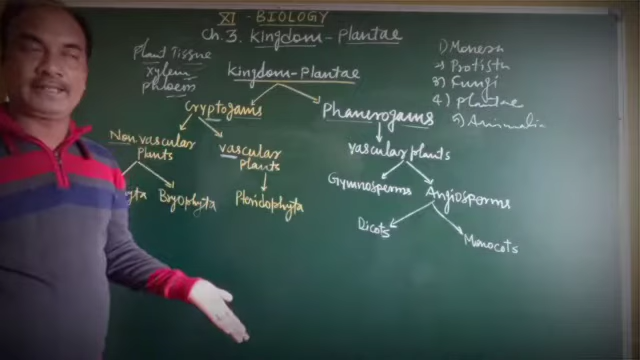 XI - BIOLOGY
Ch.3. Kingdom - Plantae
Plant Tissue
Xylem
Phloem
1) Monera
2) Protista
3) Fungi
4) Plantae
5) Animalia
Kingdom - Plantae
Cryptogams
Phanerogams
Non vascular
Plants
vascular
plants
vascular plants
Bryophyta
Pteridophyta
Gymnosperms
Angiosperms
Dicots
Monocots